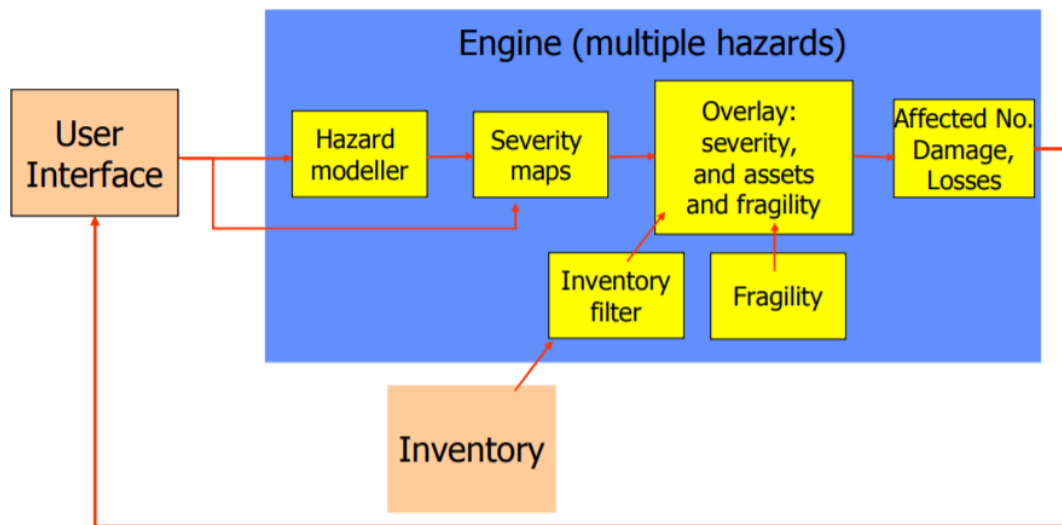 Engine (multiple hazards)
User
Interface
Hazard
modeller
Severity
maps
Overlay:
severity,
and assets
and fragility
Affected No.
Damage,
Losses
Inventory
filter
Fragility
Inventory